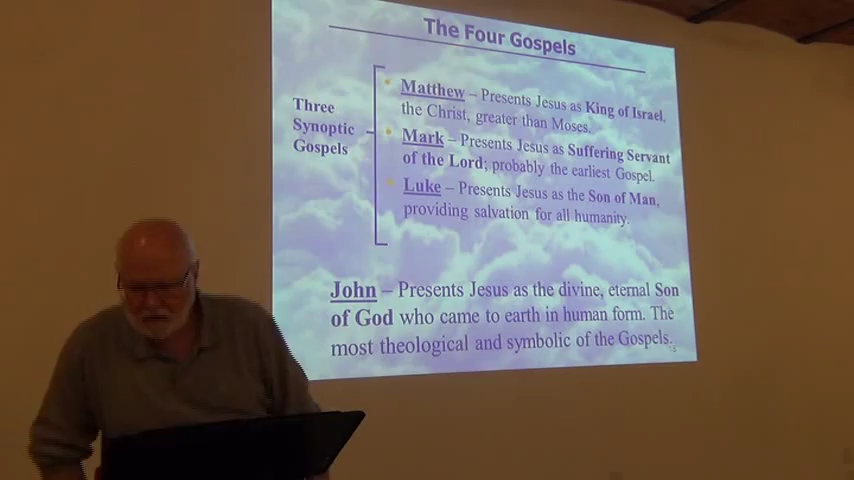 The Four Gospels
Three
Synoptic
Gospels
Matthew – Presents Jesus as King of Israel,
the Christ, greater than Moses.
Mark – Presents Jesus as Suffering Servant
of the Lord; probably the earliest Gospel.
Luke – Presents Jesus as the Son of Man,
providing salvation for all humanity.
John – Presents Jesus as the divine, eternal Son
of God who came to earth in human form. The
most theological and symbolic of the Gospels.